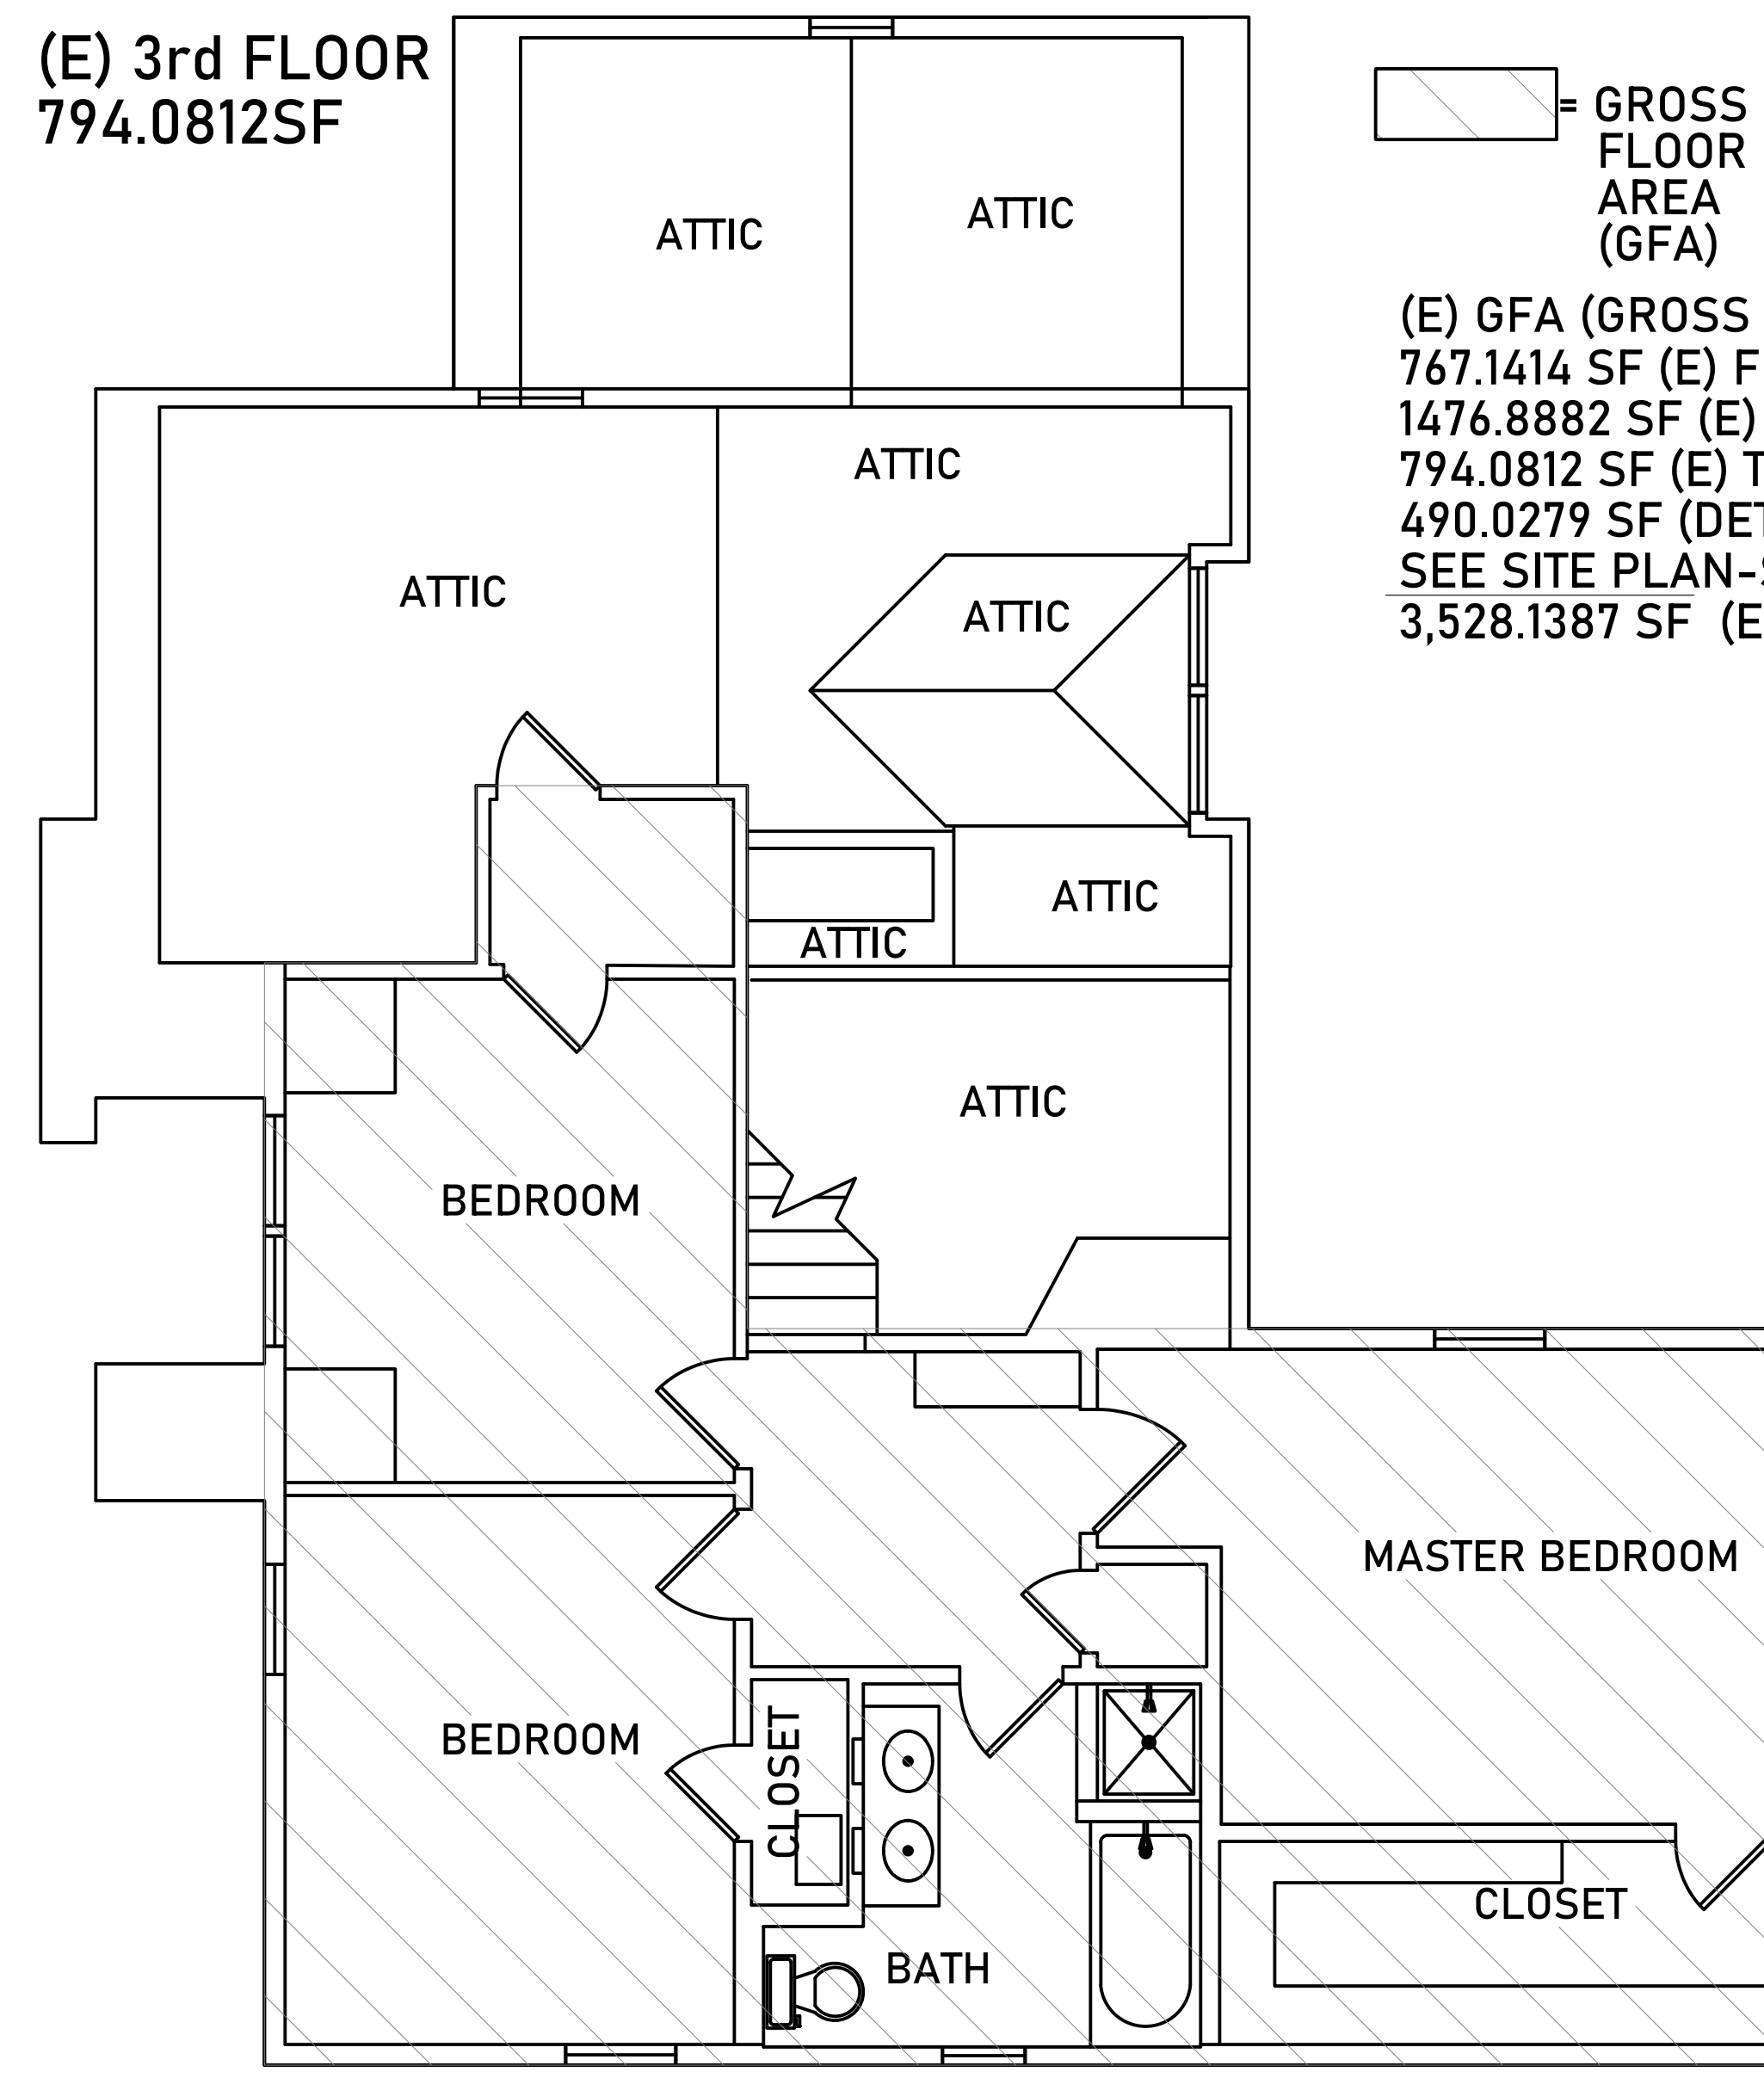 (E) 3rd FLOOR
794.0812SF
= GROSS
FLOOR
AREA
(GFA)
(E) GFA (GROSS
767.1414 SF (E) F
1476.8882 SF (E)
794.0812 SF (E) T
490.0279 SF (DET
SEE SITE PLAN-S
3,528.1387 SF (E
ATTIC
ATTIC
ATTIC
ATTIC
ATTIC
ATTIC
ATTIC
ATTIC
BEDROOM
MASTER BEDROOM
BEDROOM
CLOSET
CLOSET
BATH